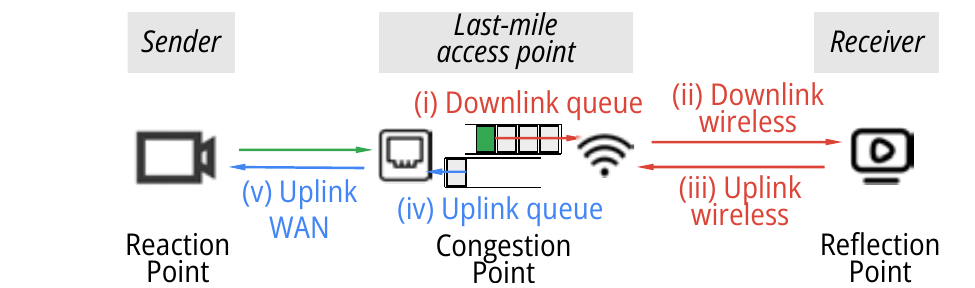 Sender
Last-mile
access point
Receiver
(i) Downlink queue
(ii) Downlink
wireless
(iii) Uplink
wireless
(iv) Uplink queue
(v) Uplink
WAN
Reaction
Point
Congestion
Point
Reflection
Point